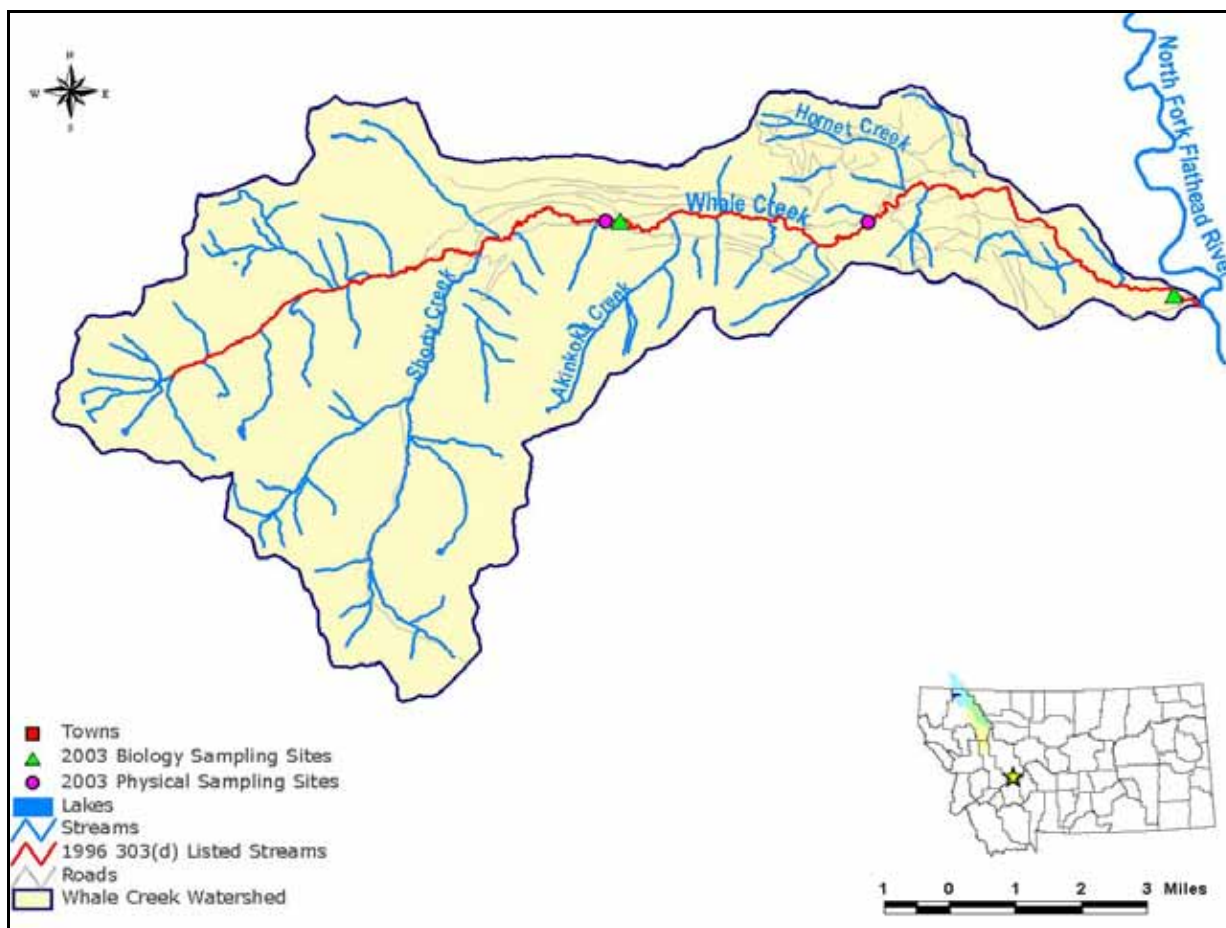 N
W E
S
North Fork Flathead River
Hornet Creek
Whale Creek
Shorty Creek
Akinkoka Creek
Towns
2003 Biology Sampling Sites
2003 Physical Sampling Sites
Lakes
Streams
1996 303(d) Listed Streams
Roads
Whale Creek Watershed
1 0 1 2 3 Miles